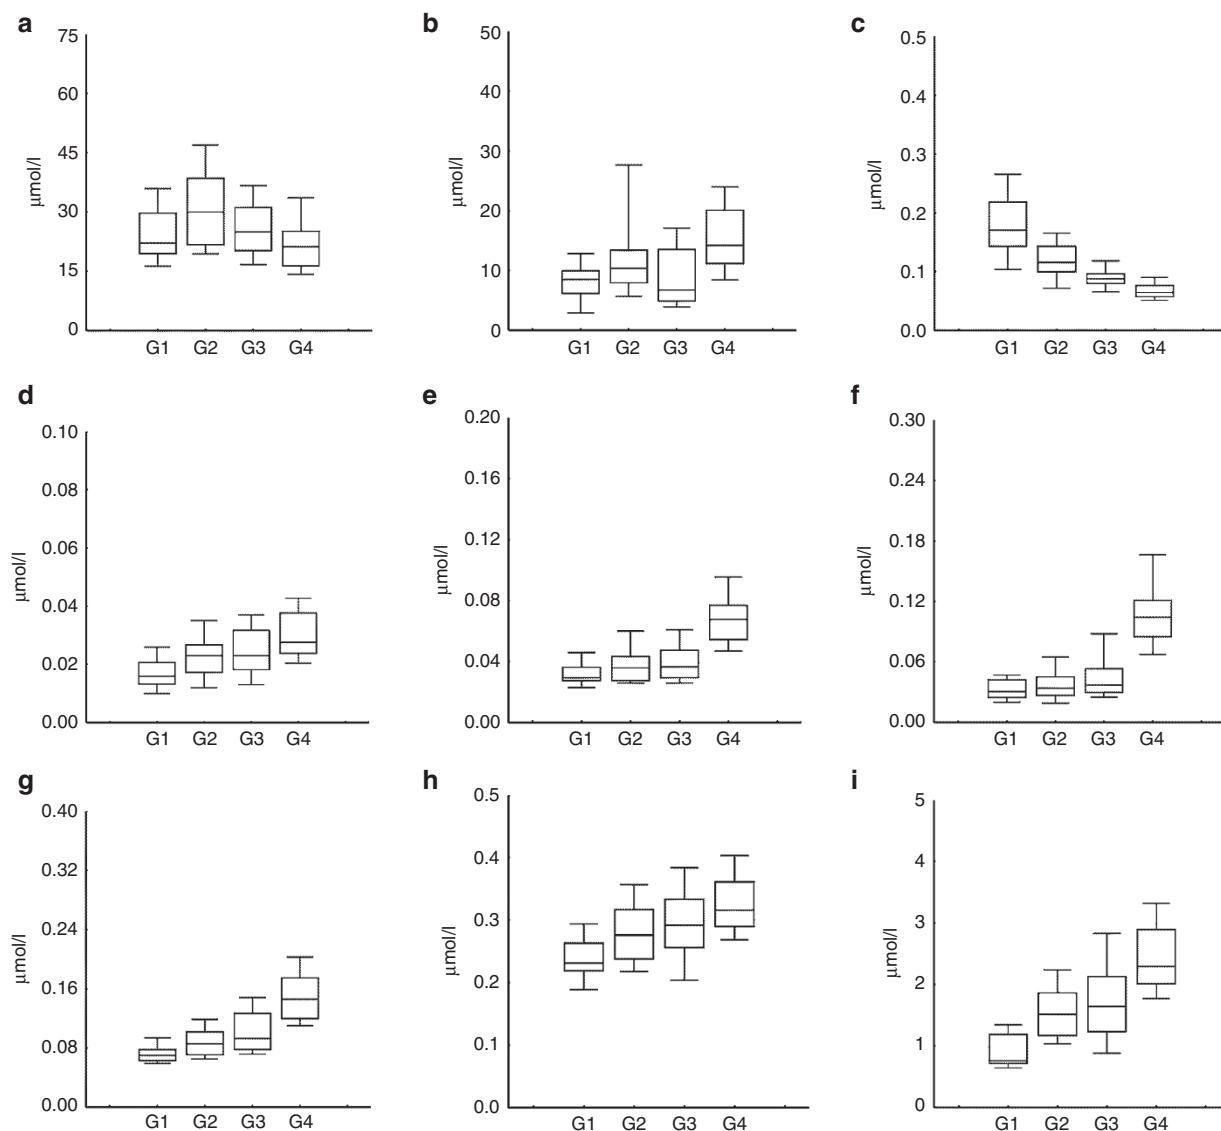 a
75
60
45
30
15
0
μmol/l
G1 G2 G3 G4
b
50
40
30
20
10
0
μmol/l
G1 G2 G3 G4
c
0.5
0.4
0.3
0.2
0.1
0.0
μmol/l
G1 G2 G3 G4
d
0.10
0.08
0.06
0.04
0.02
0.00
μmol/l
G1 G2 G3 G4
e
0.20
0.16
0.12
0.08
0.04
0.00
μmol/l
G1 G2 G3 G4
f
0.30
0.24
0.18
0.12
0.06
0.00
μmol/l
G1 G2 G3 G4
g
0.40
0.32
0.24
0.16
0.08
0.00
μmol/l
G1 G2 G3 G4
h
0.5
0.4
0.3
0.2
0.0
μmol/l
G1 G2 G3 G4
i
5
4
3
2
1
0
μmol/l
G1 G2 G3 G4